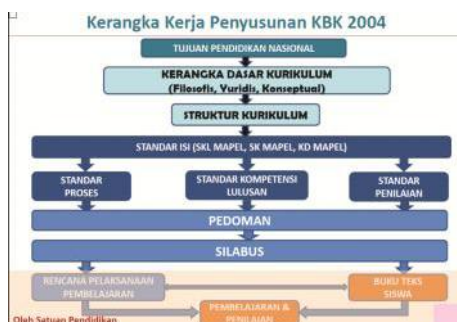 Kerangka Kerja Penyusunan KBK 2004
TUJUAN PENDIDIKAN NASIONAL
KERANGKA DASAR KURIKULUM
(Filosofis, Yuridis, Konseptual)
STRUKTUR KURIKULUM
STANDAR ISI (SKL MAPEL, SK MAPEL, KD MAPEL)
STANDAR
PROSES
STANDAR KOMPETENSI
LULUSAN
STANDAR
PENILAIAN
PEDOMAN
SILABUS
RENCANA PELAKSANAAN
PEMBELAJARAN
BUKU TEKS
SISWA
PEMBELAJARAN &
PENILAIAN
Oleh Satuan Pendidikan